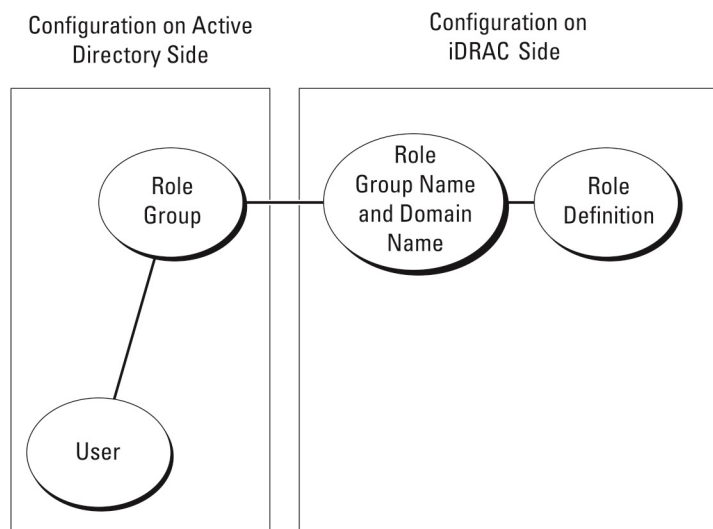 Configuration on Active
Directory Side
Configuration on
iDRAC Side
Role
Group
Role
Group Name
and Domain
Name
Role
Definition
User